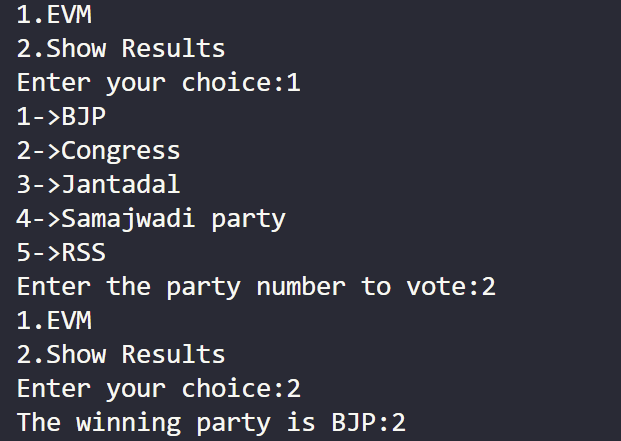 1.EVM
2.Show Results
Enter your choice:1
1->BJP
2->Congress
3->Jantadal
4->Samajwadi party
5->RSS
Enter the party number to vote:2
1.EVM
2.Show Results
Enter your choice:2
The winning party is BJP:2